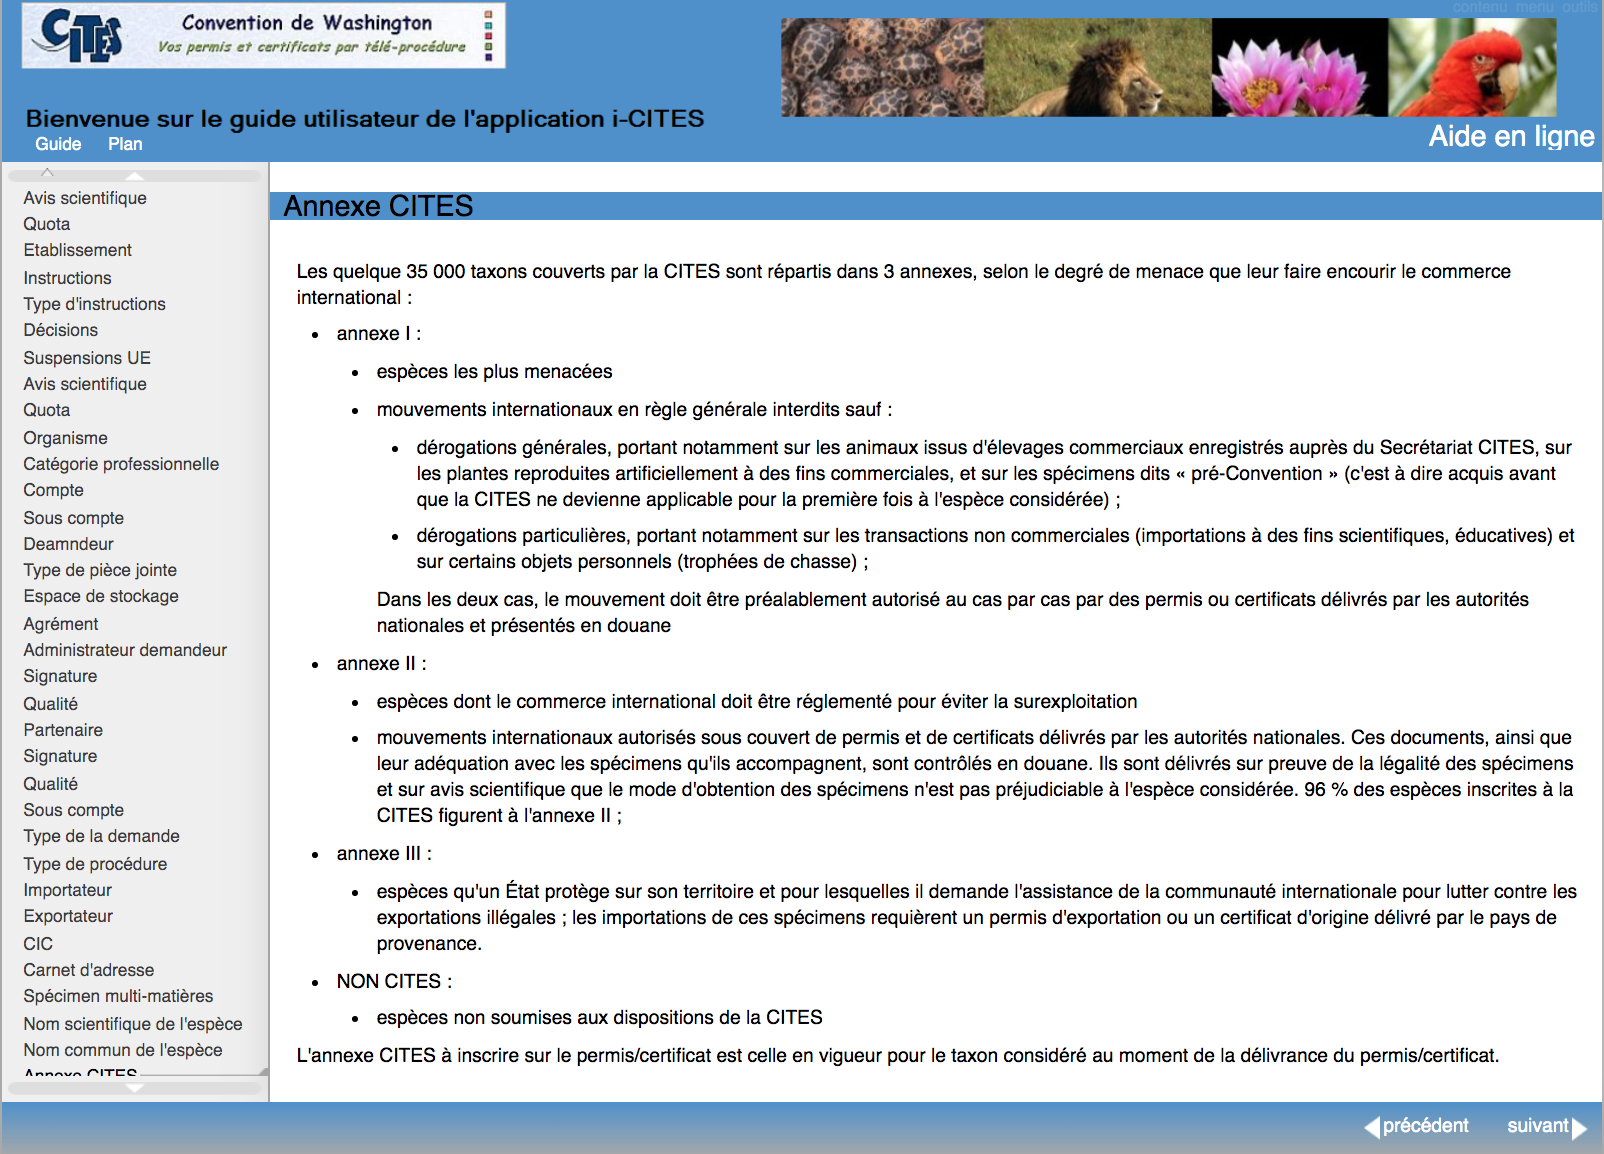 contenu menu outils
CITES
Convention de Washington
Vos permis et certificats par télé-procédure
Bienvenue sur le guide utilisateur de l'application i-CITES
Guide Plan
Aide en ligne
Avis scientifique
Quota
Etablissement
Instructions
Type d'instructions
Décisions
Suspensions UE
Avis scientifique
Quota
Organisme
Catégorie professionnelle
Compte
Sous compte
Deamndeur
Type de pièce jointe
Espace de stockage
Agrément
Administrateur demandeur
Signature
Qualité
Partenaire
Signature
Qualité
Sous compte
Type de la demande
Type de procédure
Importateur
Exportateur
CIC
Carnet d'adresse
Spécimen multi-matières
Nom scientifique de l'espèce
Nom commun de l'espèce
Annexe CITES
Annexe CITES
Les quelque 35 000 taxons couverts par la CITES sont répartis dans 3 annexes, selon le degré de menace que leur faire encourir le commerce
international :
• annexe I :
• espèces les plus menacées
• mouvements internationaux en règle générale interdits sauf :
• dérogations générales, portant notamment sur les animaux issus d'élevages commerciaux enregistrés auprès du Secrétariat CITES, sur
les plantes reproduites artificiellement à des fins commerciales, et sur les spécimens dits « pré-Convention » (c'est à dire acquis avant
que la CITES ne devienne applicable pour la première fois à l'espèce considérée) ;
• dérogations particulières, portant notamment sur les transactions non commerciales (importations à des fins scientifiques, éducatives) et
sur certains objets personnels (trophées de chasse) ;
Dans les deux cas, le mouvement doit être préalablement autorisé au cas par cas par des permis ou certificats délivrés par les autorités
nationales et présentés en douane
• annexe II :
• espèces dont le commerce international doit être réglementé pour éviter la surexploitation
• mouvements internationaux autorisés sous couvert de permis et de certificats délivrés par les autorités nationales. Ces documents, ainsi que
leur adéquation avec les spécimens qu'ils accompagnent, sont contrôlés en douane. Ils sont délivrés sur preuve de la légalité des spécimens
et sur avis scientifique que le mode d'obtention des spécimens n'est pas préjudiciable à l'espèce considérée. 96 % des espèces inscrites à la
CITES figurent à l'annexe II ;
• annexe III :
• espèces qu'un État protège sur son territoire et pour lesquelles il demande l'assistance de la communauté internationale pour lutter contre les
exportations illégales ; les importations de ces spécimens requièrent un permis d'exportation ou un certificat d'origine délivré par le pays de
provenance.
• NON CITES :
• espèces non soumises aux dispositions de la CITES
L'annexe CITES à inscrire sur le permis/certificat est celle en vigueur pour le taxon considéré au moment de la délivrance du permis/certificat.
précédent suivant